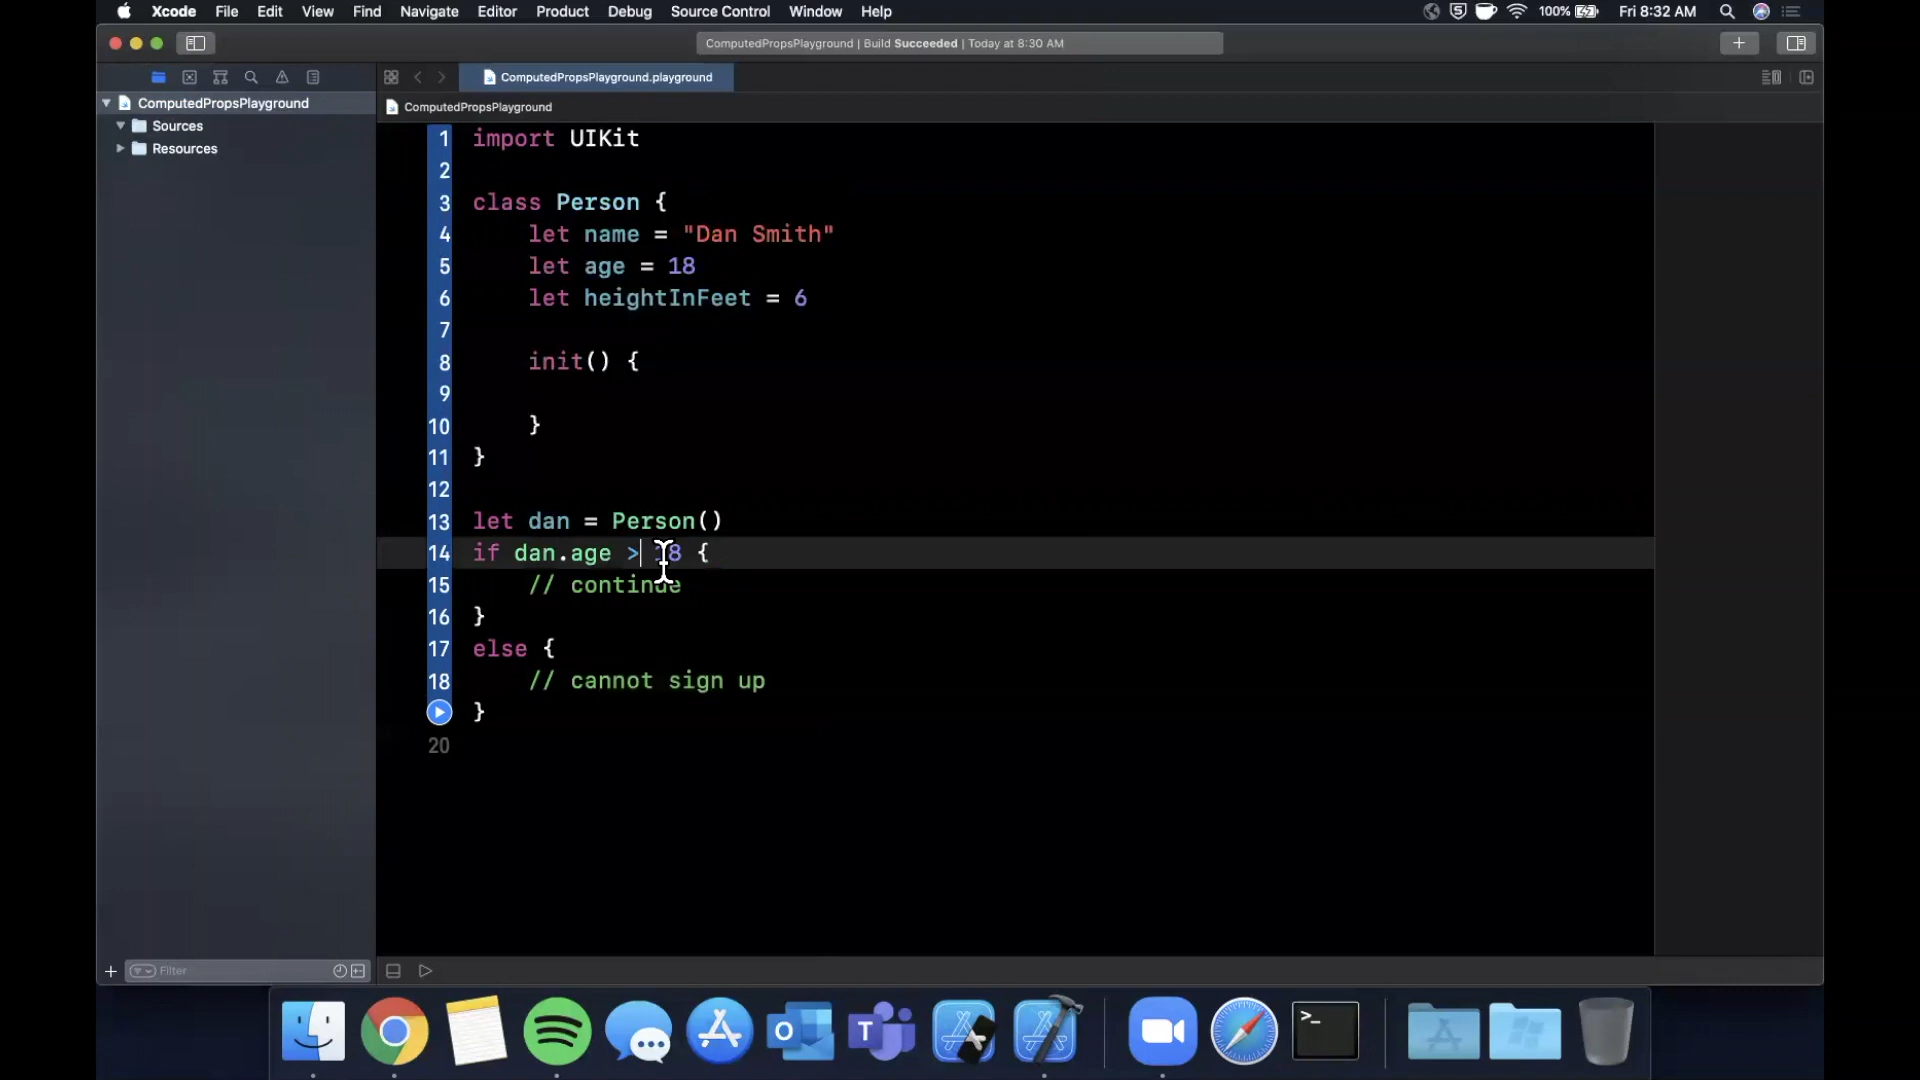 Xcode File Edit View Find Navigate Editor Product Debug Source Control Window Help 100% Fri 8:32 AM
ComputedPropsPlayground | Build Succeeded | Today at 8:30 AM
ComputedPropsPlayground.playground
ComputedPropsPlayground
ComputedPropsPlayground
Sources
Resources
1 import UIKit
2
3 class Person {
4 let name = "Dan Smith"
5 let age = 18
6 let heightInFeet = 6
7
8 init() {
9
10 }
11 }
12
13 let dan = Person()
14 if dan.age > 18 {
15 // continue
16 }
17 else {
18 // cannot sign up
}
20
Filter